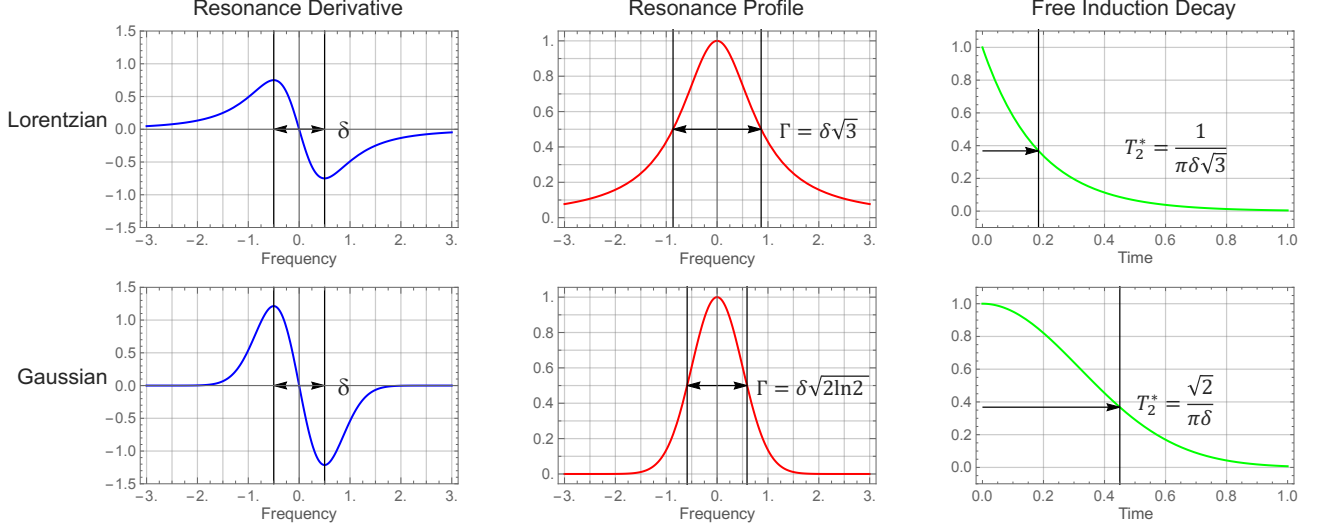 Resonance Derivative
Resonance Profile
Free Induction Decay
Lorentzian
1.5
1.0
0.5
0.0
−0.5
−1.0
−1.5
−3. −2. −1. 0. 1. 2. 3.
Frequency
δ
1.
0.8
0.6
0.4
0.2
0.
−3. −2. −1. 0. 1. 2. 3.
Frequency
Γ = δ√3
1.0
0.8
0.6
0.4
0.2
0.0
0.0 0.2 0.4 0.6 0.8 1.0
Time
T₂* = 1/(πδ√3)
Gaussian
1.5
1.0
0.5
0.0
−0.5
−1.0
−1.5
−3. −2. −1. 0. 1. 2. 3.
Frequency
δ
1.
0.8
0.6
0.4
0.2
0.
−3. −2. −1. 0. 1. 2. 3.
Frequency
Γ = δ√2ln2
1.0
0.8
0.6
0.4
0.2
0.0
0.0 0.2 0.4 0.6 0.8 1.0
Time
T₂* = √2/(πδ)